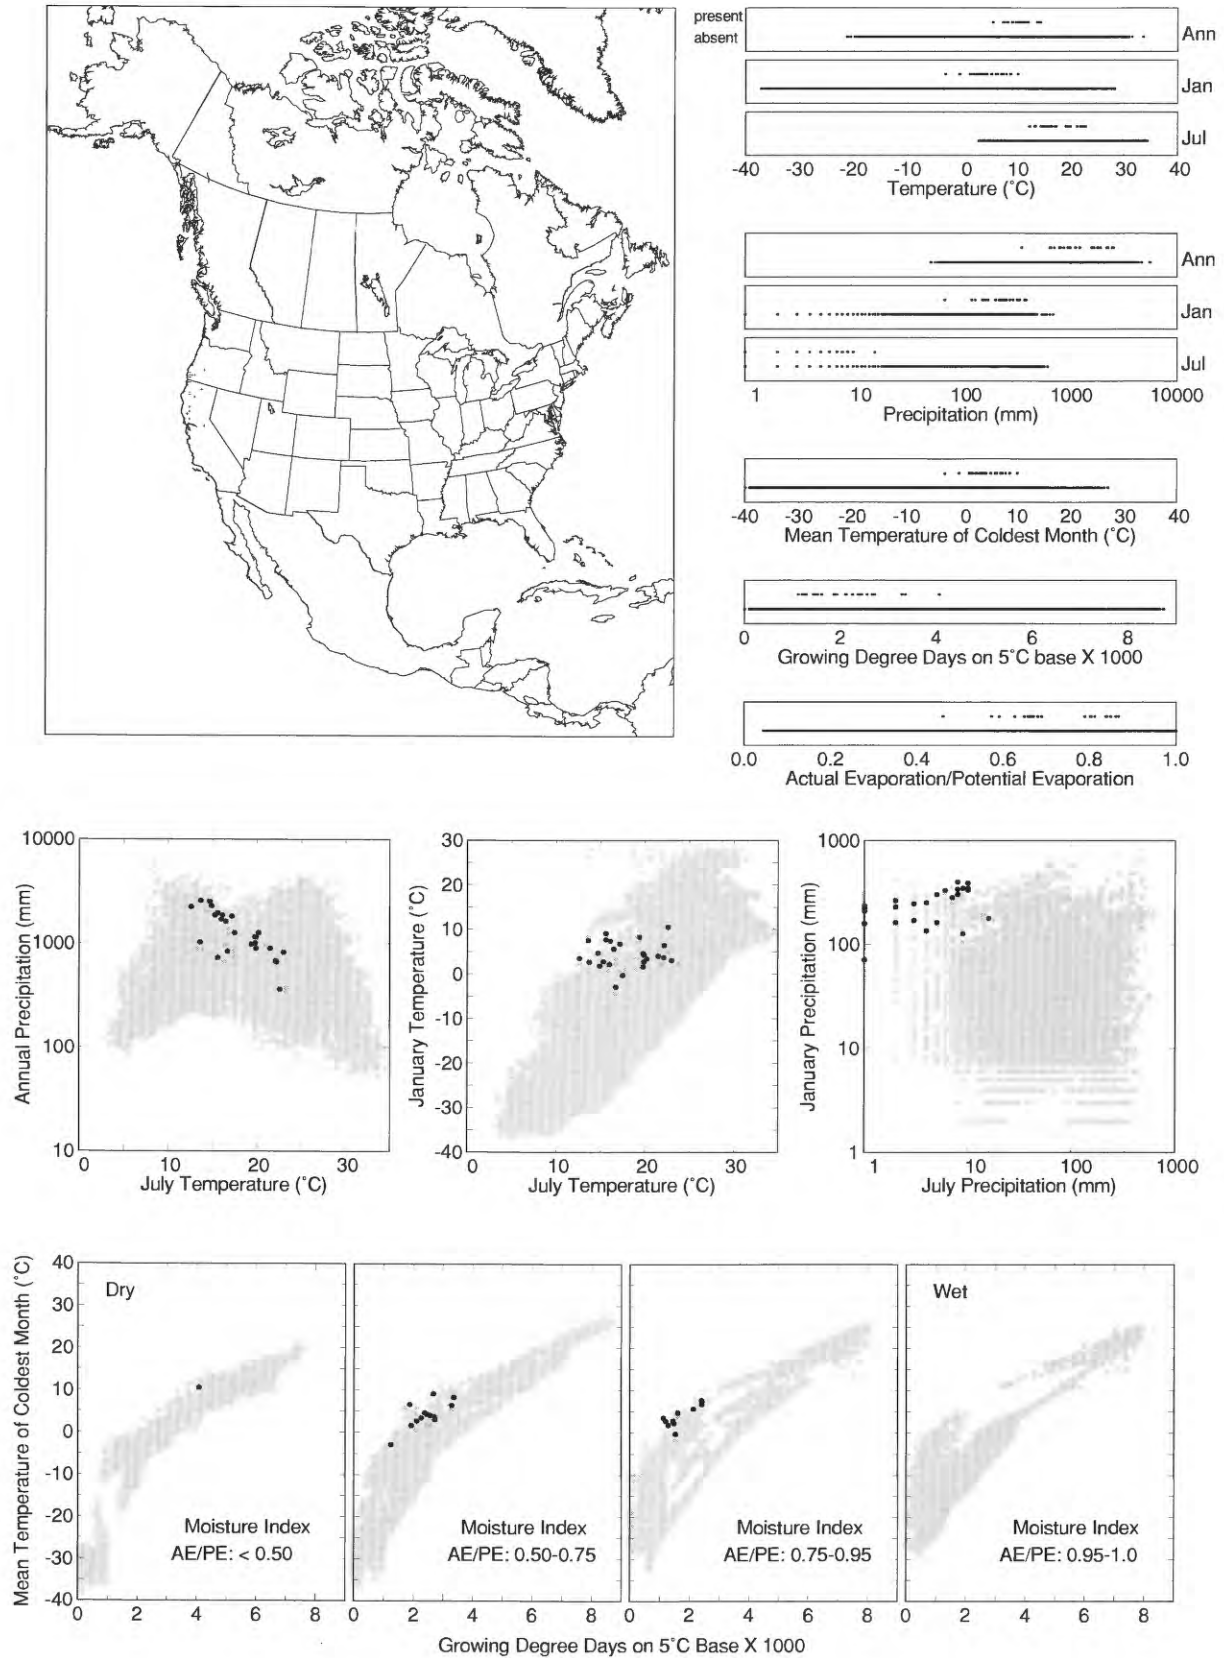 present
absent
Ann
Jan
Jul
-40 -30 -20 -10 0 10 20 30 40
Temperature (˚C)
Ann
Jan
Jul
1 10 100 1000 10000
Precipitation (mm)
-40 -30 -20 -10 0 10 20 30 40
Mean Temperature of Coldest Month (˚C)
0 2 4 6 8
Growing Degree Days on 5˚C base X 1000
0.0 0.2 0.4 0.6 0.8 1.0
Actual Evaporation/Potential Evaporation
Annual Precipitation (mm)
10000
1000
100
10
0 10 20 30
July Temperature (˚C)
January Temperature (˚C)
30
20
10
0
-10
-20
-30
-40
0 10 20 30
July Temperature (˚C)
January Precipitation (mm)
1000
100
10
1
1 10 100 1000
July Precipitation (mm)
Mean Temperature of Coldest Month (˚C)
40
30
20
10
0
-10
-20
-30
-40
Dry
Moisture Index
AE/PE: < 0.50
0 2 4 6 8
Moisture Index
AE/PE: 0.50-0.75
0 2 4 6 8
Moisture Index
AE/PE: 0.75-0.95
0 2 4 6 8
Wet
Moisture Index
AE/PE: 0.95-1.0
0 2 4 6 8
Growing Degree Days on 5˚C Base X 1000